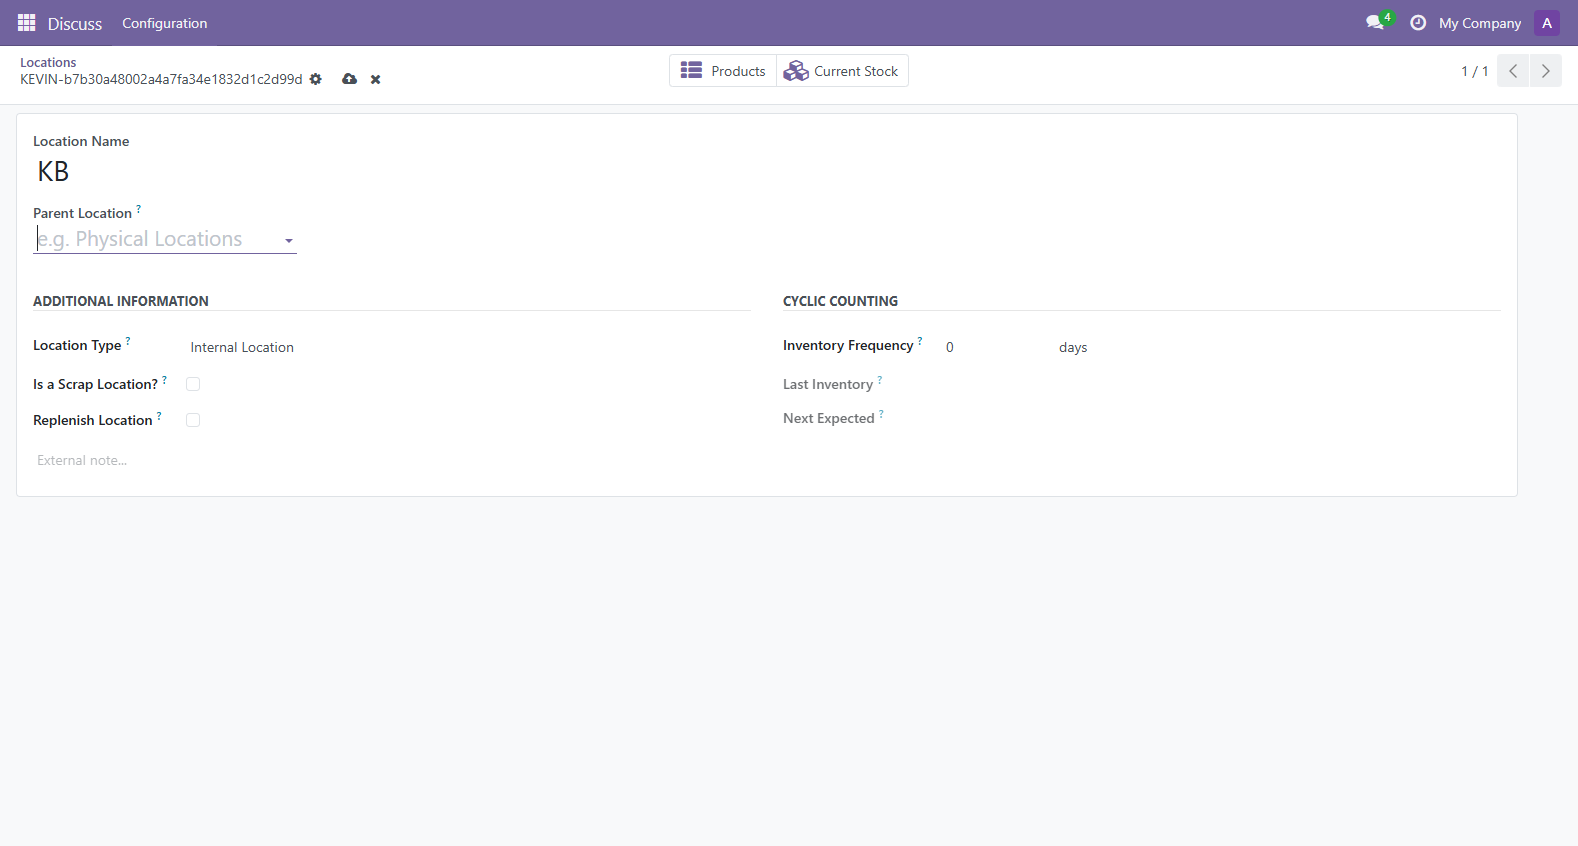 Discuss Configuration 4 My Company A
Locations
KEVIN-b7b30a48002a4a7fa34e1832d1c2d99d
Products Current Stock 1 / 1
Location Name
KB
Parent Location ?
e.g. Physical Locations
ADDITIONAL INFORMATION
Location Type ? Internal Location
Is a Scrap Location? ?
Replenish Location ?
External note...
CYCLIC COUNTING
Inventory Frequency ? 0 days
Last Inventory ?
Next Expected ?